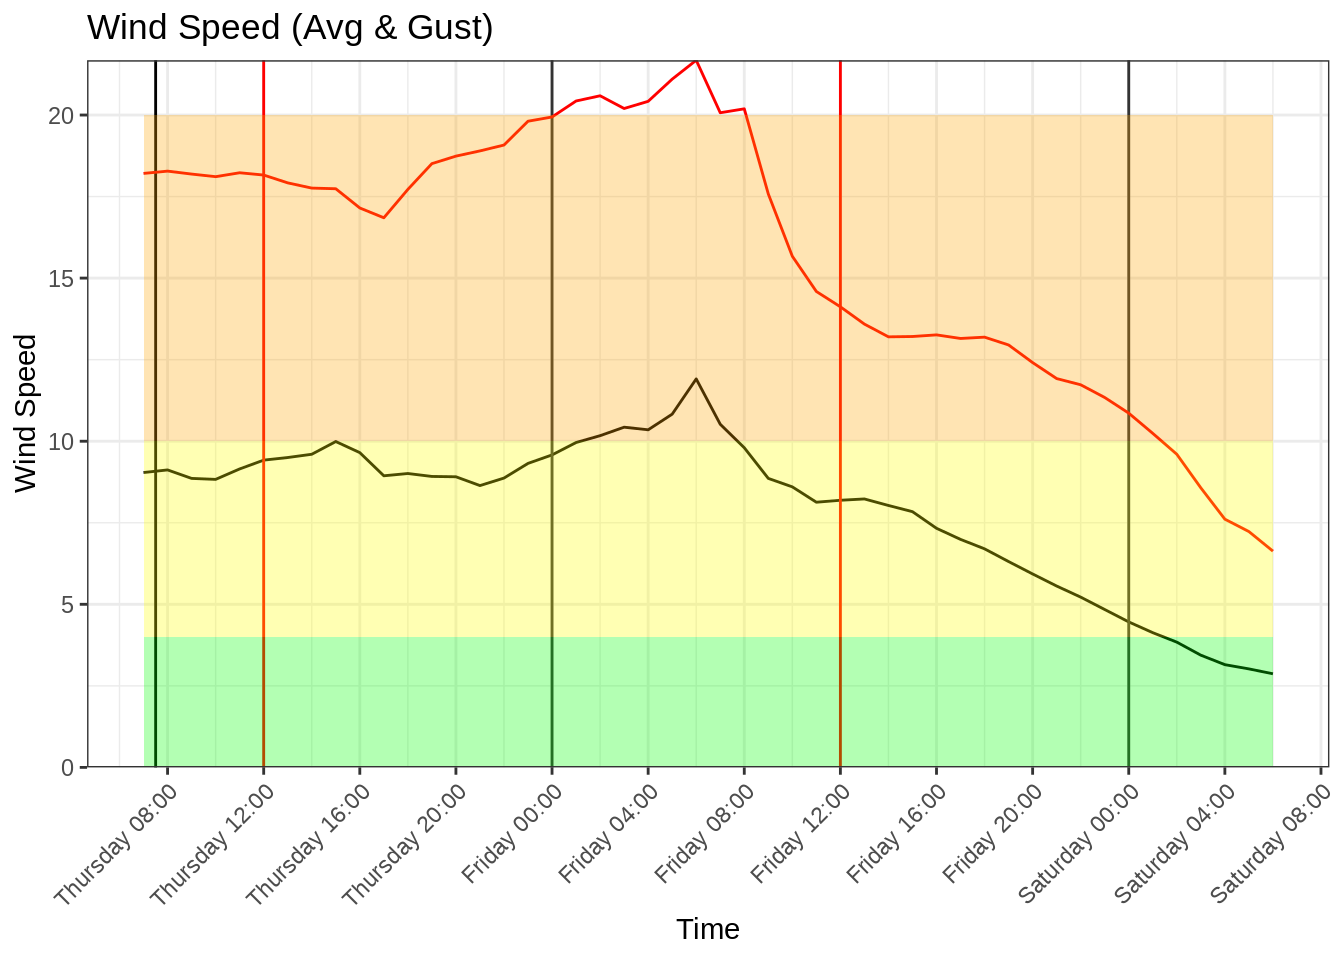 Wind Speed (Avg & Gust)
Wind Speed
20
15
10
5
0
Thursday 08:00
Thursday 12:00
Thursday 16:00
Thursday 20:00
Friday 00:00
Friday 04:00
Friday 08:00
Friday 12:00
Friday 16:00
Friday 20:00
Saturday 00:00
Saturday 04:00
Saturday 08:00
Time